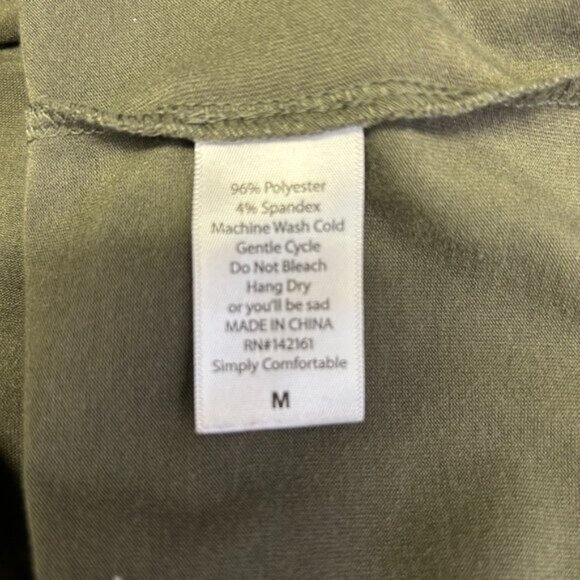 96% Polyester
4% Spandex
Machine Wash Cold
Gentle Cycle
Do Not Bleach
Hang Dry
or you'll be sad
MADE IN CHINA
RN#142161
Simply Comfortable
M